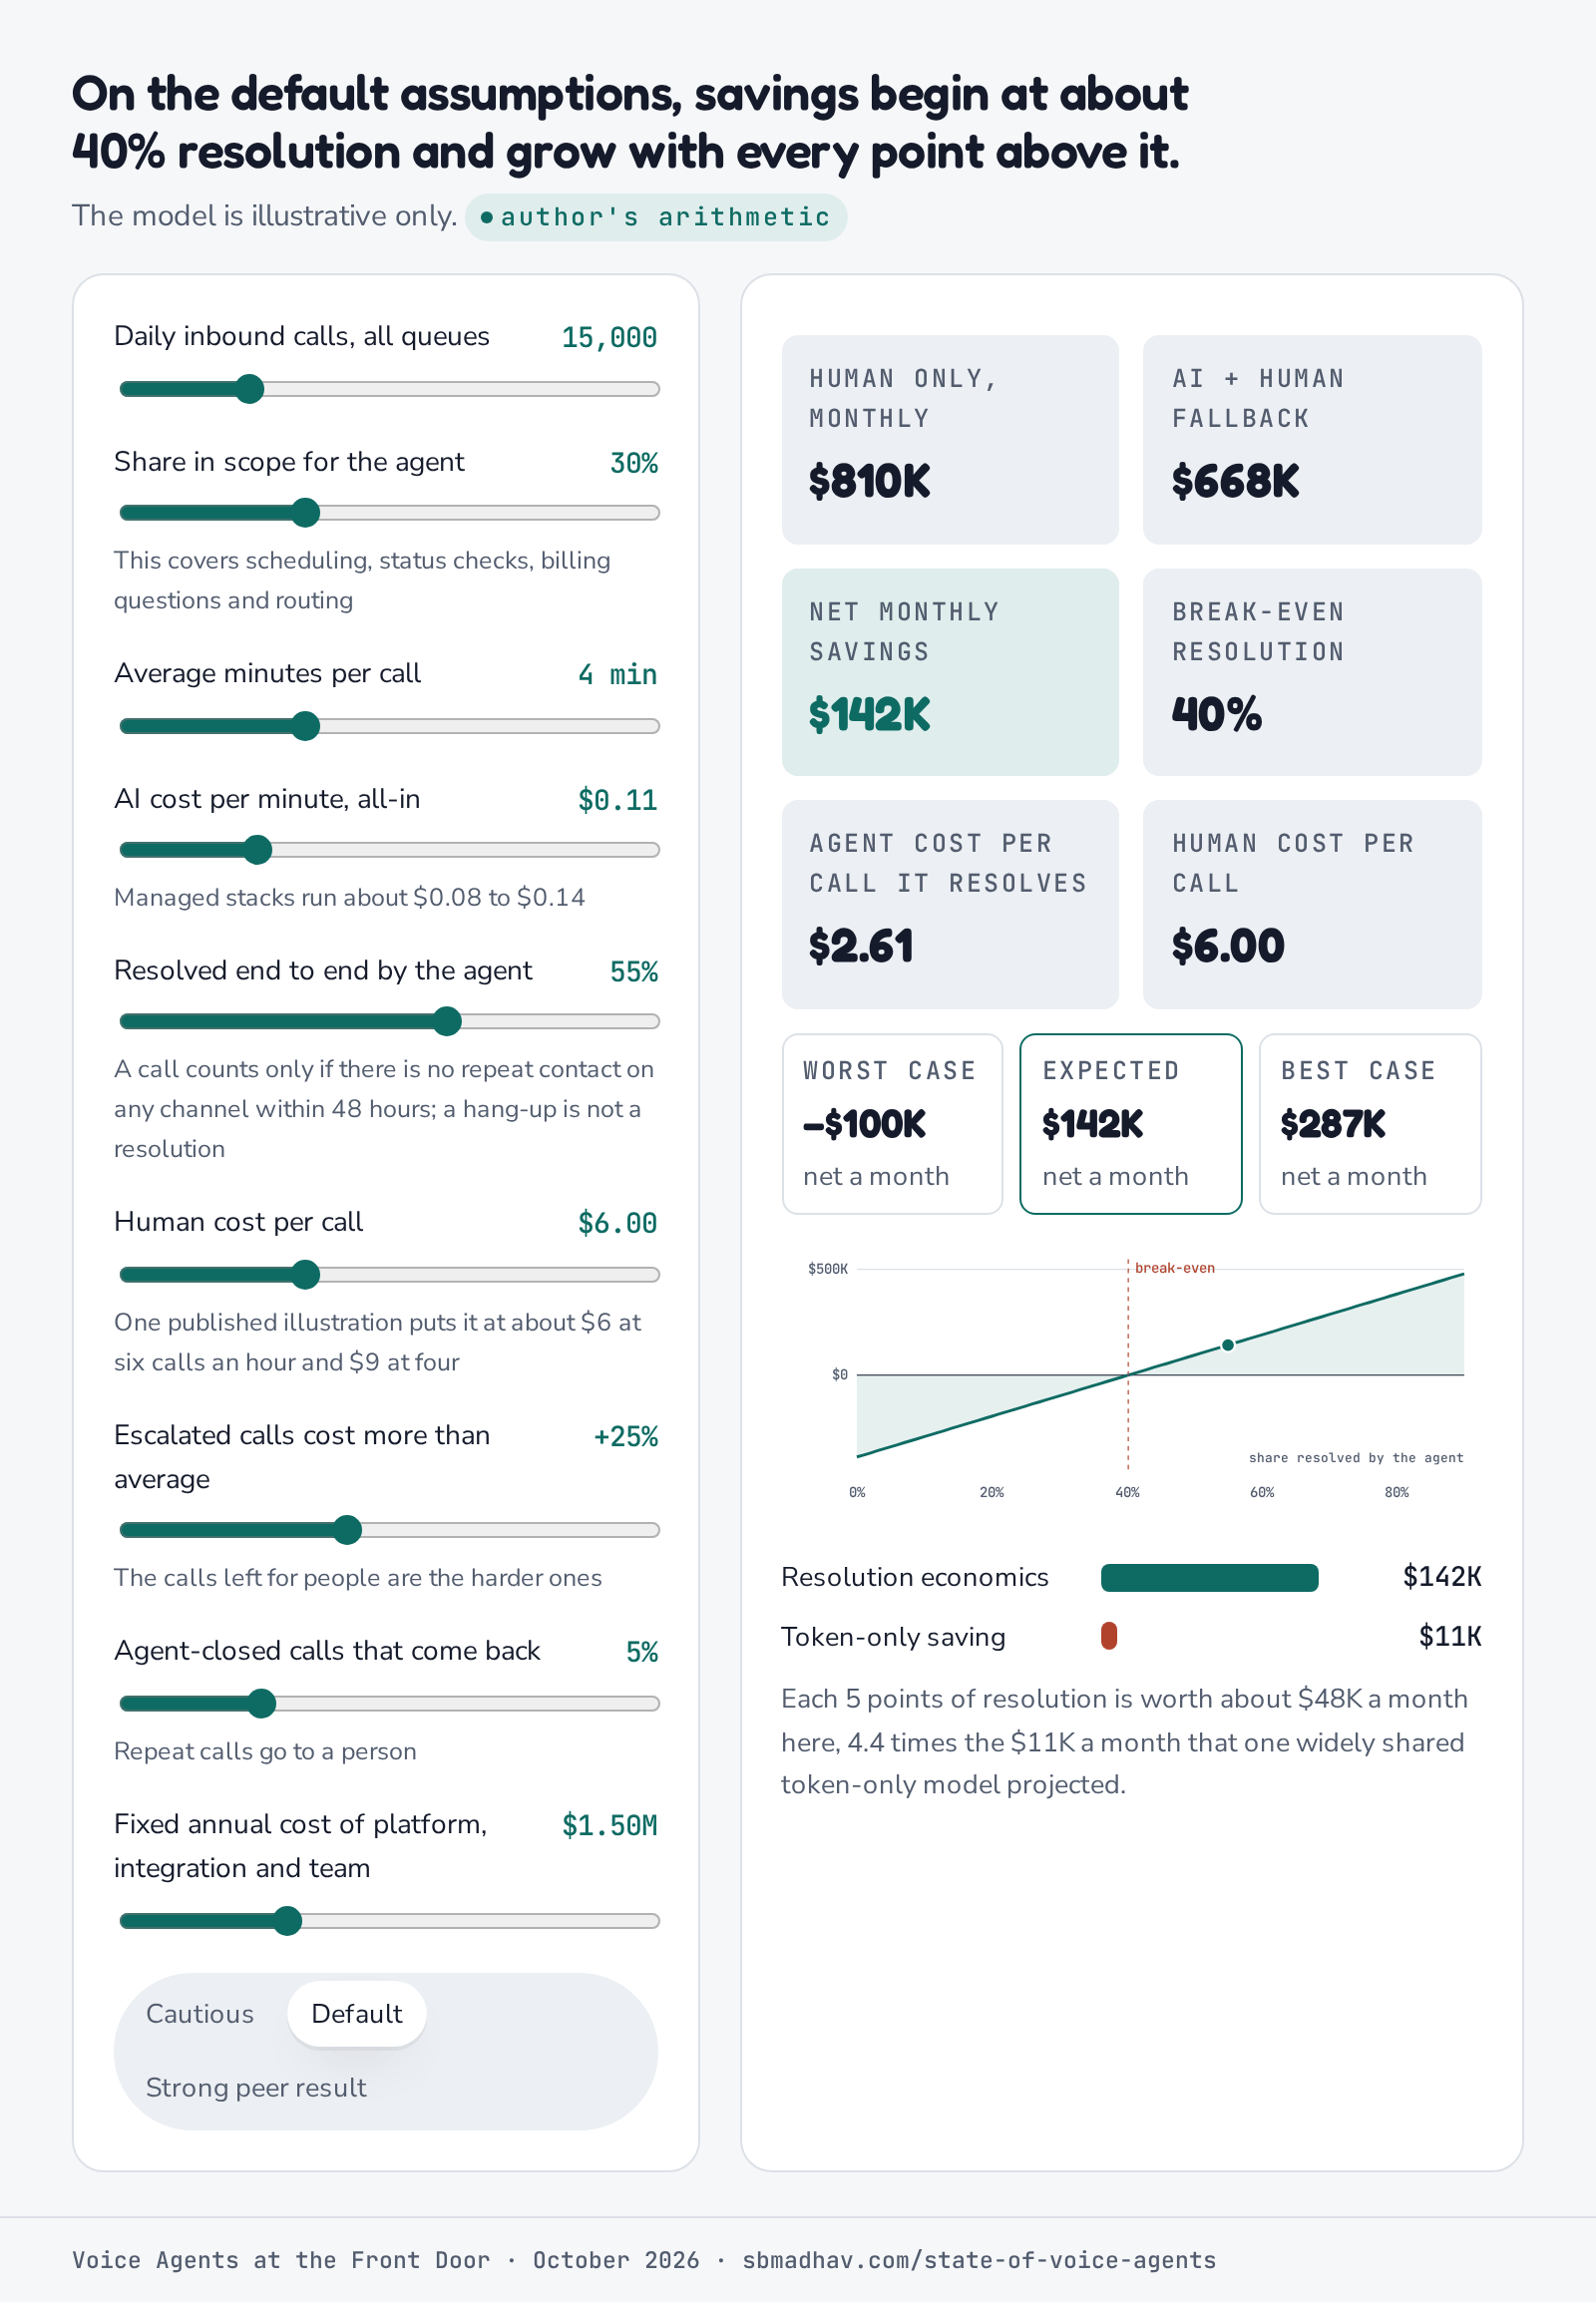 On the default assumptions, savings begin at about
40% resolution and grow with every point above it.
The model is illustrative only. • author's arithmetic
Daily inbound calls, all queues 15,000
Share in scope for the agent 30%
This covers scheduling, status checks, billing
questions and routing
Average minutes per call 4 min
AI cost per minute, all-in $0.11
Managed stacks run about $0.08 to $0.14
Resolved end to end by the agent 55%
A call counts only if there is no repeat contact on
any channel within 48 hours; a hang-up is not a
resolution
Human cost per call $6.00
One published illustration puts it at about $6 at
six calls an hour and $9 at four
Escalated calls cost more than +25%
average
The calls left for people are the harder ones
Agent-closed calls that come back 5%
Repeat calls go to a person
Fixed annual cost of platform, $1.50M
integration and team
Cautious Default
Strong peer result
HUMAN ONLY,
MONTHLY
$810K
AI + HUMAN
FALLBACK
$668K
NET MONTHLY
SAVINGS
$142K
BREAK-EVEN
RESOLUTION
40%
AGENT COST PER
CALL IT RESOLVES
$2.61
HUMAN COST PER
CALL
$6.00
WORST CASE
−$100K
net a month
EXPECTED
$142K
net a month
BEST CASE
$287K
net a month
$500K
break-even
$0
share resolved by the agent
0% 20% 40% 60% 80%
Resolution economics $142K
Token-only saving $11K
Each 5 points of resolution is worth about $48K a month
here, 4.4 times the $11K a month that one widely shared
token-only model projected.
Voice Agents at the Front Door · October 2026 · sbmadhav.com/state-of-voice-agents